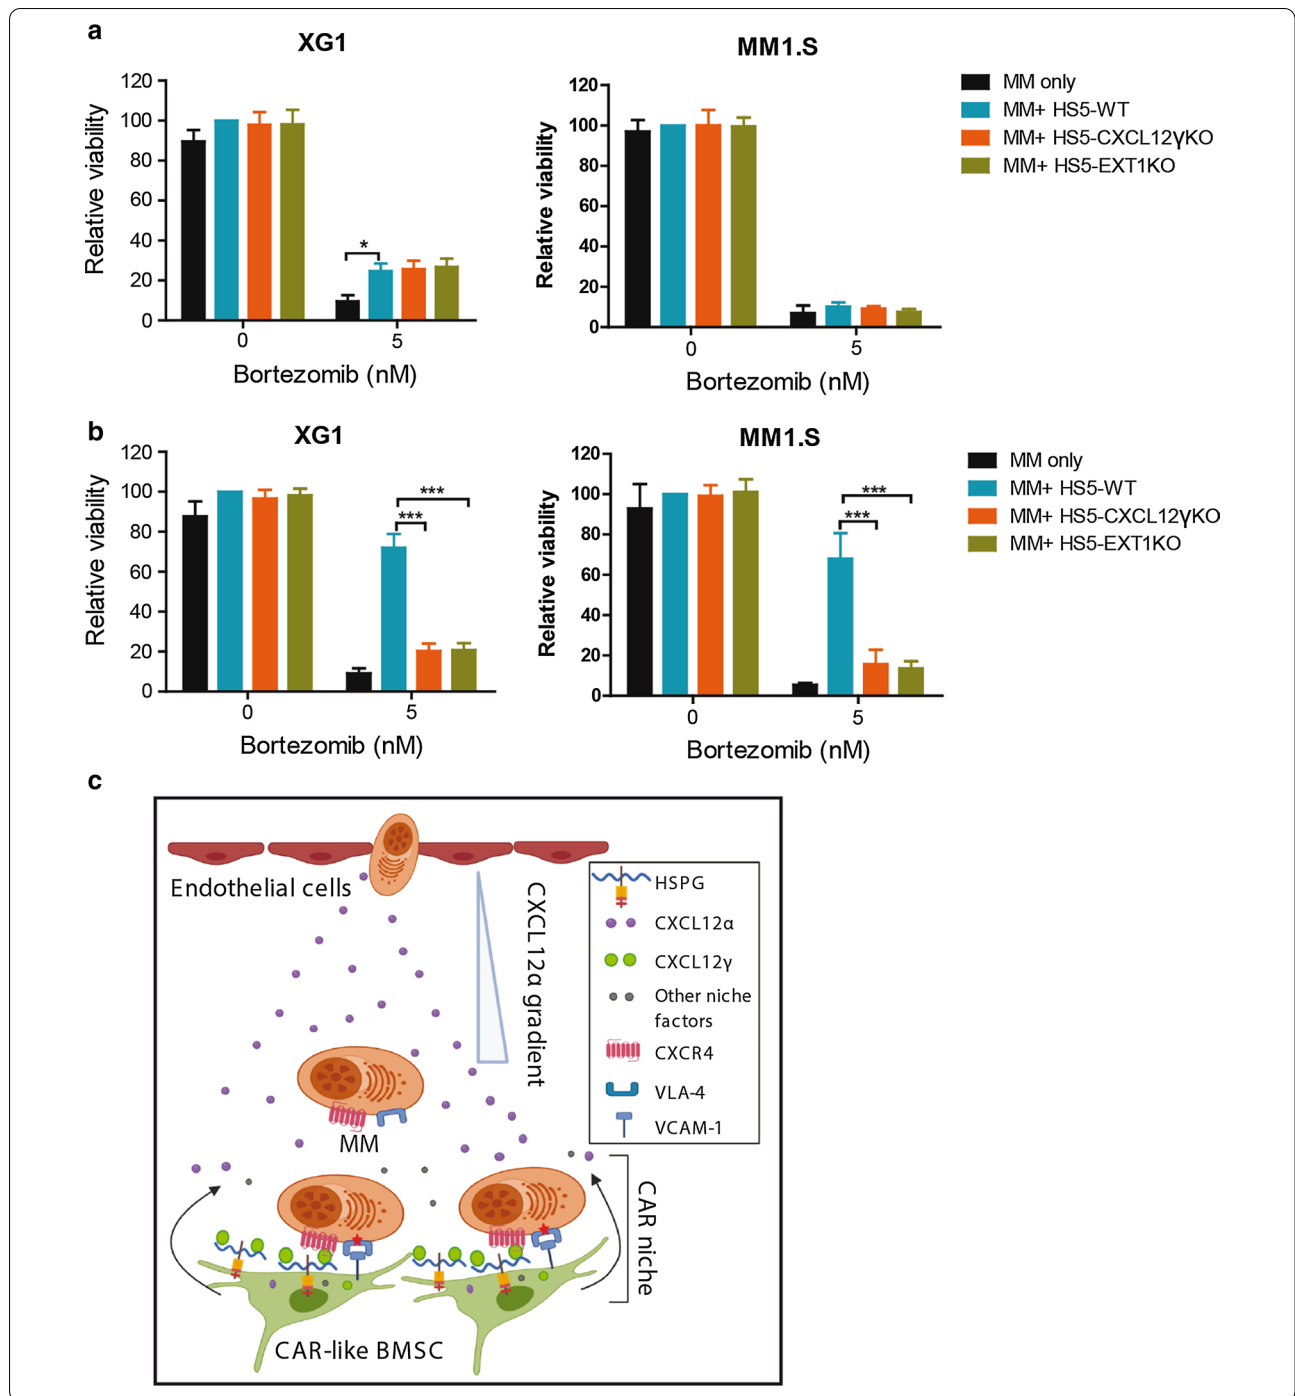 a
XG1
120
100
80
60
40
20
0
Relative viability
*
0
5
Bortezomib (nM)
MM1.S
120
100
80
60
40
20
0
Relative viability
0
5
Bortezomib (nM)
MM only
MM+ HS5-WT
MM+ HS5-CXCL12γKO
MM+ HS5-EXT1KO
b
XG1
120
100
80
60
40
20
0
Relative viability
***
***
0
5
Bortezomib (nM)
MM1.S
120
100
80
60
40
20
0
Relative viability
***
***
0
5
Bortezomib (nM)
MM only
MM+ HS5-WT
MM+ HS5-CXCL12γKO
MM+ HS5-EXT1KO
c
Endothelial cells
CXCL12α gradient
HSPG
CXCL12α
CXCL12γ
Other niche
factors
CXCR4
VLA-4
VCAM-1
MM
CAR niche
CAR-like BMSC